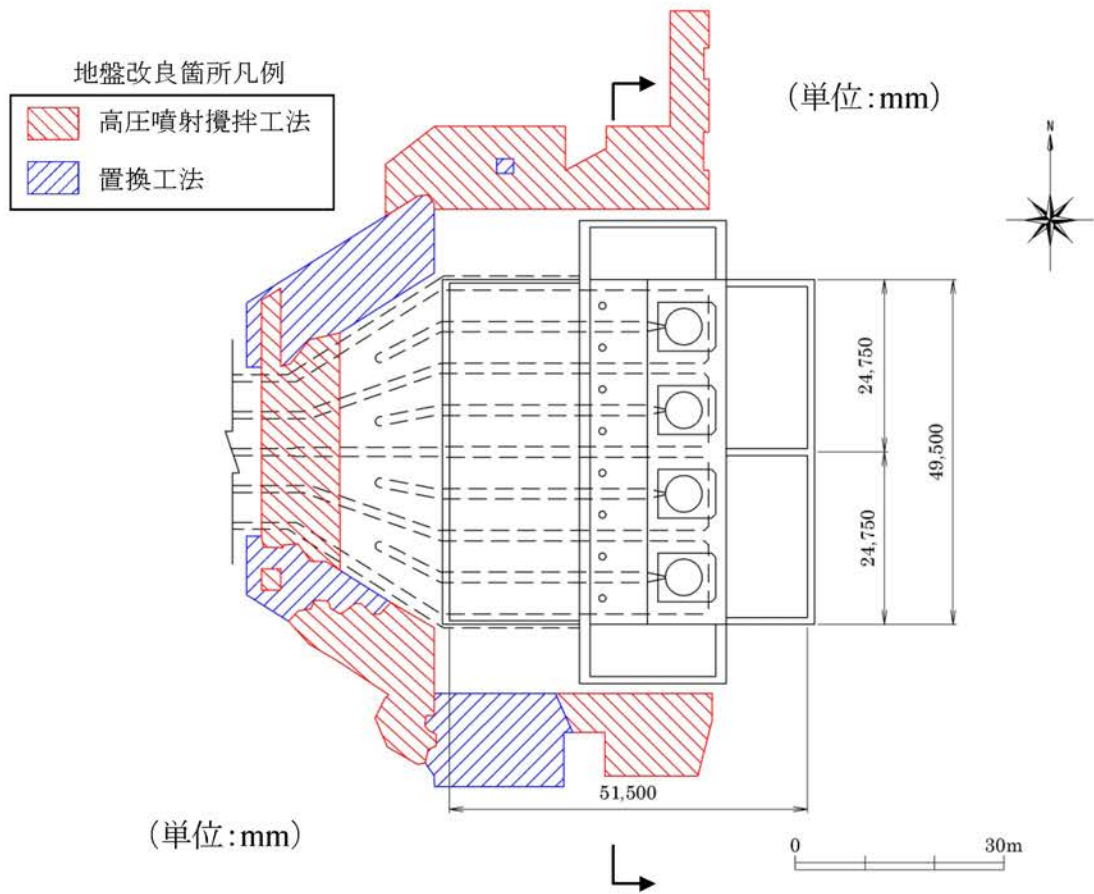 地盤改良箇所凡例
高圧噴射攪拌工法
置換工法
(単位:mm)
N
24,750
49,500
24,750
51,500
(単位:mm)
0 30m